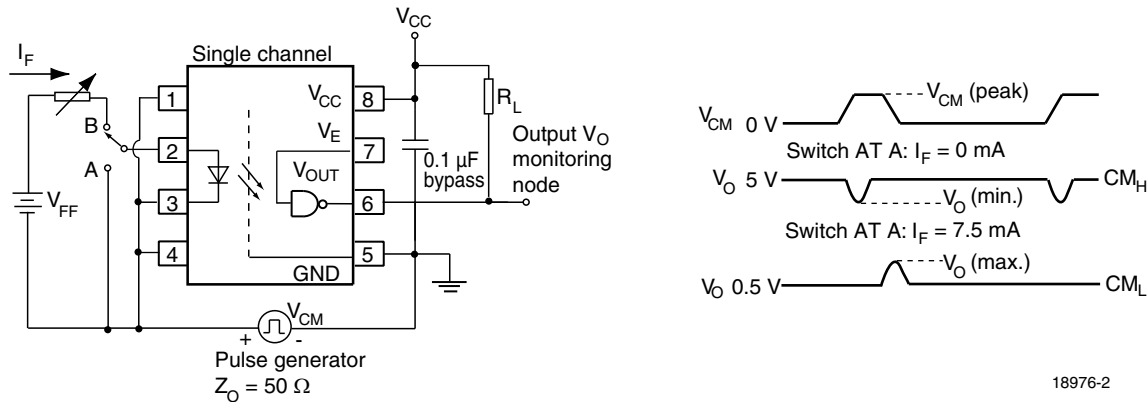 V_CC
Single channel
I_F
B
A
V_FF
1
2
3
4
V_CC
V_E
V_OUT
GND
8
7
6
5
R_L
0.1 µF
bypass
Output V_O
monitoring
node
V_CM
+ -
Pulse generator
Z_O = 50 Ω
V_CM 0 V
V_CM (peak)
Switch AT A: I_F = 0 mA
V_O 5 V
CM_H
V_O (min.)
Switch AT A: I_F = 7.5 mA
V_O (max.)
V_O 0.5 V
CM_L
18976-2